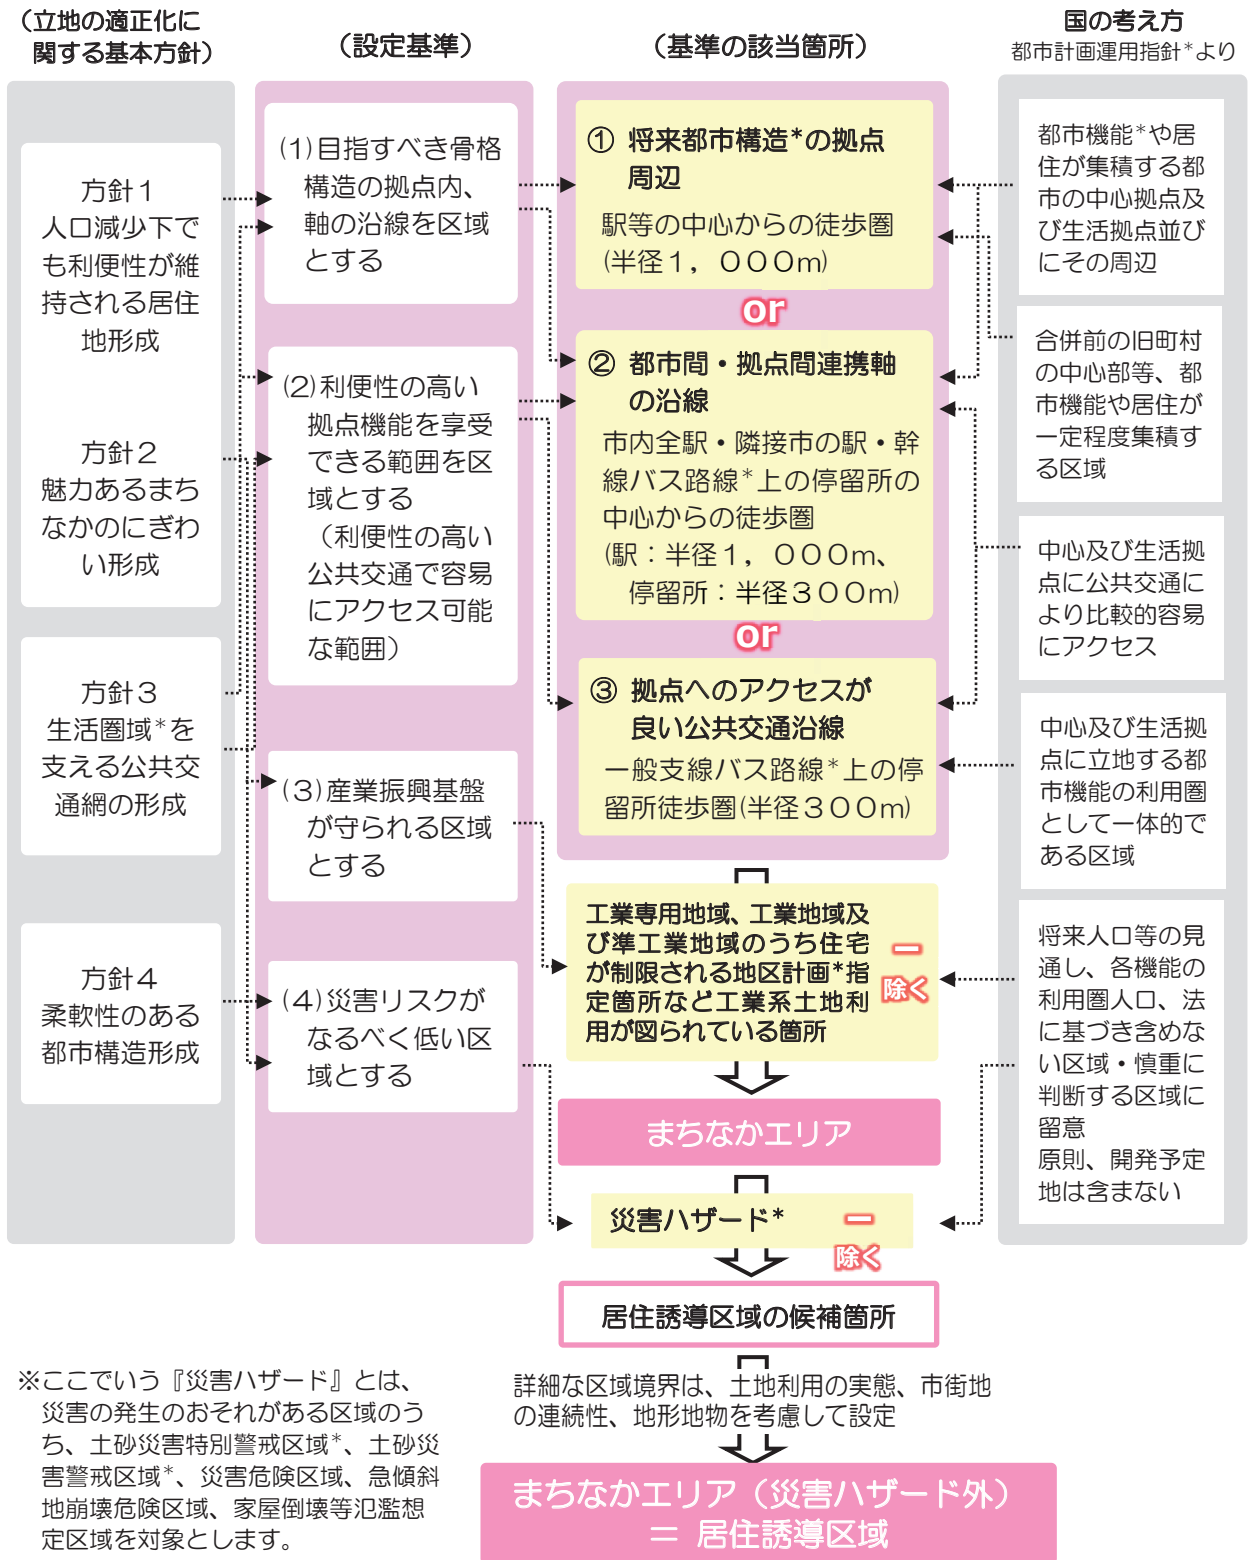 （立地の適正化に
関する基本方針）
方針１
人口減少下で
も利便性が維
持される居住
地形成
方針２
魅力あるまち
なかのにぎわ
い形成
方針３
生活圏域*を
支える公共交
通網の形成
方針４
柔軟性のある
都市構造形成
（設定基準）
(1)目指すべき骨格
構造の拠点内、
軸の沿線を区域
とする
(2)利便性の高い
拠点機能を享受
できる範囲を区
域とする
（利便性の高い
公共交通で容易
にアクセス可能
な範囲）
(3)産業振興基盤
が守られる区域
とする
(4)災害リスクが
なるべく低い区
域とする
（基準の該当箇所）
① 将来都市構造*の拠点
周辺
駅等の中心からの徒歩圏
(半径１，０００m)
or
② 都市間・拠点間連携軸
の沿線
市内全駅・隣接市の駅・幹
線バス路線*上の停留所の
中心からの徒歩圏
(駅：半径１，０００m、
停留所：半径３００m)
or
③ 拠点へのアクセスが
良い公共交通沿線
一般支線バス路線*上の停
留所徒歩圏(半径３００m)
工業専用地域、工業地域及
び準工業地域のうち住宅
が制限される地区計画*指
定箇所など工業系土地利
用が図られている箇所
－
除く
まちなかエリア
災害ハザード*
－
除く
居住誘導区域の候補箇所
詳細な区域境界は、土地利用の実態、市街地
の連続性、地形地物を考慮して設定
まちなかエリア（災害ハザード外）
＝ 居住誘導区域
国の考え方
都市計画運用指針*より
都市機能*や居
住が集積する都
市の中心拠点及
び生活拠点並び
にその周辺
合併前の旧町村
の中心部等、都
市機能や居住が
一定程度集積す
る区域
中心及び生活拠
点に公共交通に
より比較的容易
にアクセス
中心及び生活拠
点に立地する都
市機能の利用圏
として一体的で
ある区域
将来人口等の見
通し、各機能の
利用圏人口、法
に基づき含めな
い区域・慎重に
判断する区域に
留意
原則、開発予定
地は含まない
※ここでいう『災害ハザード』とは、
災害の発生のおそれがある区域のう
ち、土砂災害特別警戒区域*、土砂災
害警戒区域*、災害危険区域、急傾斜
地崩壊危険区域、家屋倒壊等氾濫想
定区域を対象とします。